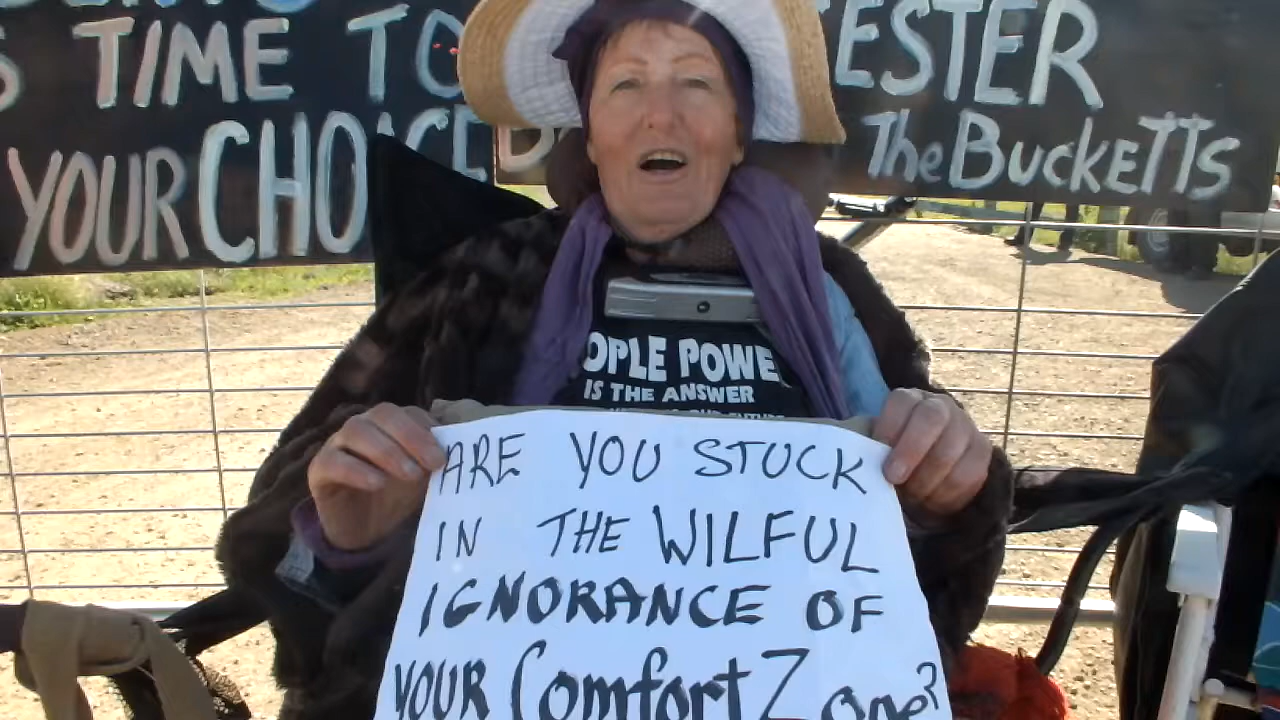 S TIME TO
YOUR CHOICE
ESTER
The BUCKETTS
OPLE POWE
IS THE ANSWER
ARE YOU STUCK
IN THE WILFUL
IGNORANCE OF
YOUR Comfort Zone?